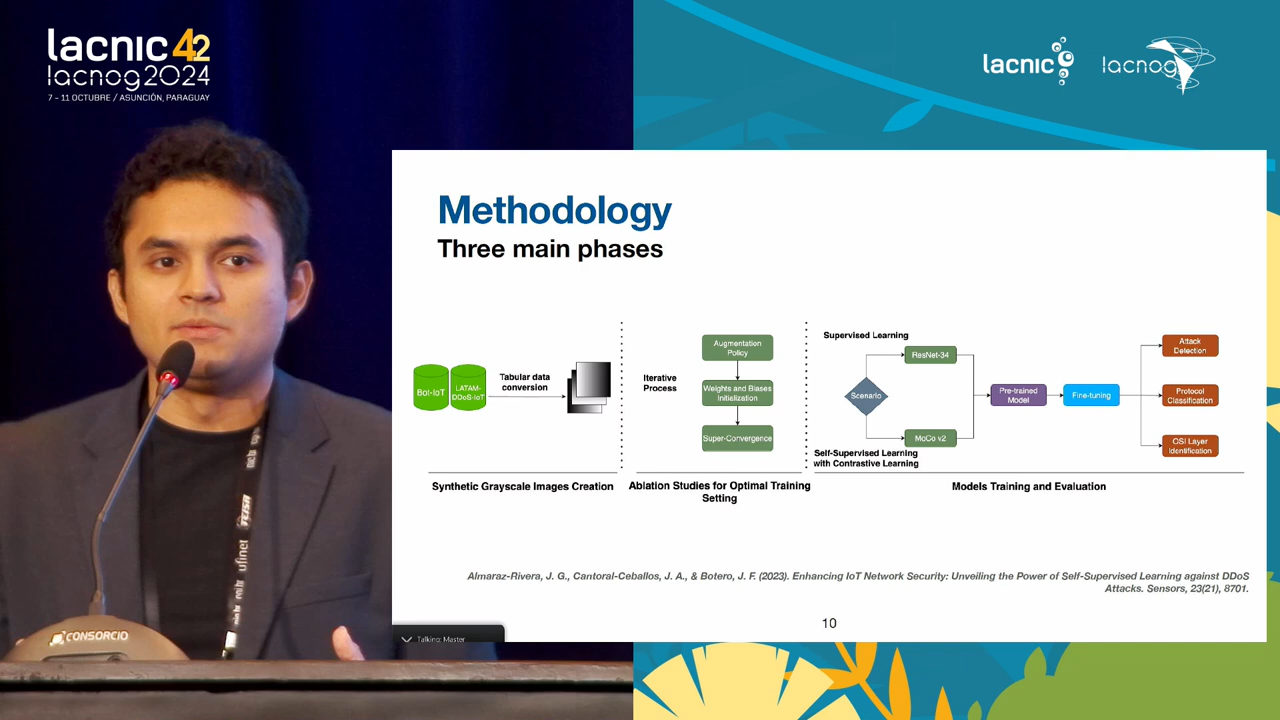 lacnic 42
lacnog2024
7 - 11 OCTUBRE / ASUNCIÓN, PARAGUAY
lacnic
lacnog
Methodology
Three main phases
Bot-IoT
LATAM-
DDoS-IoT
Tabular data
conversion
Synthetic Grayscale Images Creation
Iterative
Process
Augmentation
Policy
Weights and Biases
Initialization
Super-Convergence
Ablation Studies for Optimal Training
Setting
Supervised Learning
ResNet-34
Scenario
MoCo v2
Self-Supervised Learning
with Contrastive Learning
Pre-trained
Model
Fine-tuning
Attack
Detection
Protocol
Classification
OSI Layer
Identification
Models Training and Evaluation
Almaraz-Rivera, J. G., Cantoral-Ceballos, J. A., & Botero, J. F. (2023). Enhancing IoT Network Security: Unveiling the Power of Self-Supervised Learning against DDoS
Attacks. Sensors, 23(21), 8701.
10
Talking: Master
CONSORCIO
TEISA
ufinet